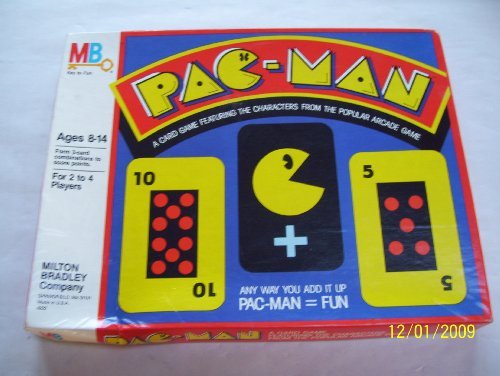 MB
Key to Fun
PAC-MAN
A CARD GAME FEATURING THE CHARACTERS FROM THE POPULAR ARCADE GAME
Ages 8-14
Form 3-card
combinations to
score points.
For 2 to 4
Players
10
10
+
5
5
MILTON
BRADLEY
Company
MADE IN U.S.A.
ANY WAY YOU ADD IT UP
PAC-MAN = FUN
PAC-MAN
12/01/2009